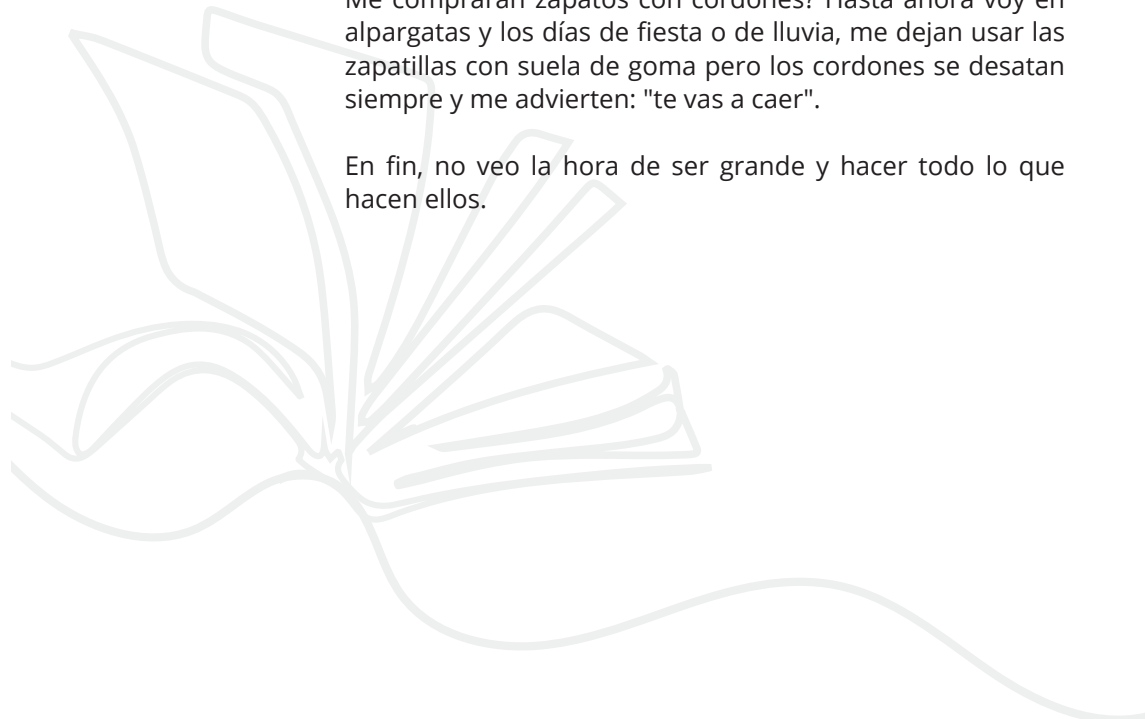 Me comprarán zapatos con cordones? Hasta ahora voy en
alpargatas y los días de fiesta o de lluvia, me dejan usar las
zapatillas con suela de goma pero los cordones se desatan
siempre y me advierten: "te vas a caer".
En fin, no veo la hora de ser grande y hacer todo lo que
hacen ellos.